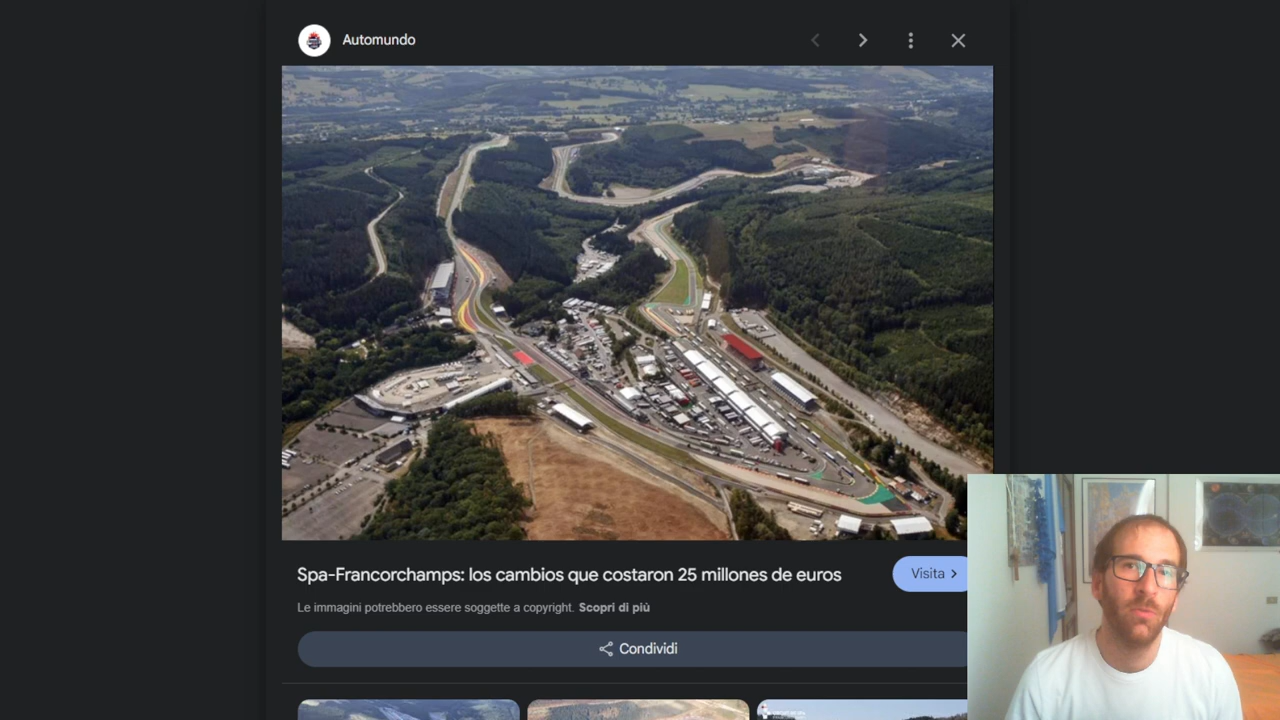 Automundo
Spa-Francorchamps: los cambios que costaron 25 millones de euros
Visita
Le immagini potrebbero essere soggette a copyright. Scopri di più
Condividi